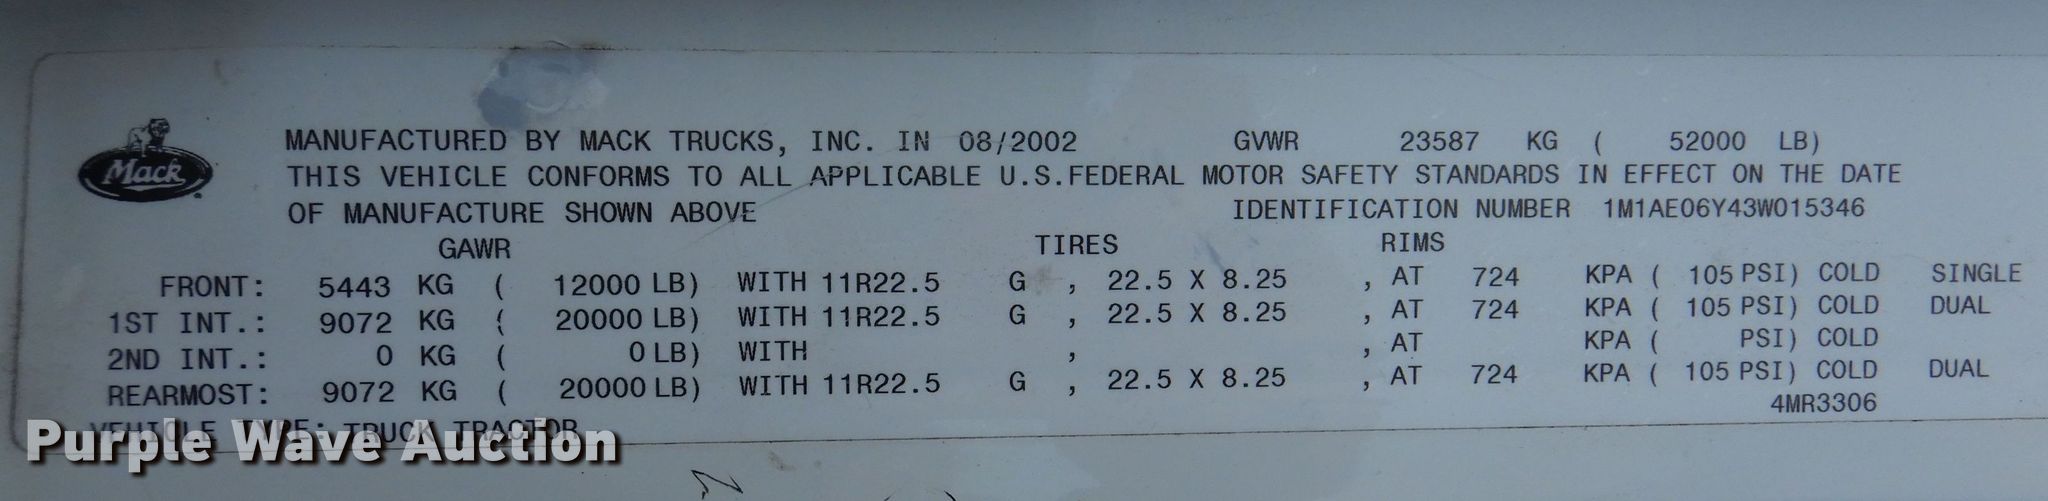 Mack
MANUFACTURED BY MACK TRUCKS, INC. IN 08/2002 GVWR 23587 KG ( 52000 LB)
THIS VEHICLE CONFORMS TO ALL APPLICABLE U.S.FEDERAL MOTOR SAFETY STANDARDS IN EFFECT ON THE DATE
OF MANUFACTURE SHOWN ABOVE IDENTIFICATION NUMBER 1M1AE06Y43W015346
GAWR TIRES RIMS
FRONT: 5443 KG ( 12000 LB) WITH 11R22.5 G , 22.5 X 8.25 , AT 724 KPA ( 105 PSI) COLD SINGLE
1ST INT.: 9072 KG ( 20000 LB) WITH 11R22.5 G , 22.5 X 8.25 , AT 724 KPA ( 105 PSI) COLD DUAL
2ND INT.: 0 KG ( 0 LB) WITH , , AT KPA ( PSI) COLD
REARMOST: 9072 KG ( 20000 LB) WITH 11R22.5 G , 22.5 X 8.25 , AT 724 KPA ( 105 PSI) COLD DUAL
4MR3306
VEHICLE TYPE: TRUCK TRACTOR
Purple Wave Auction